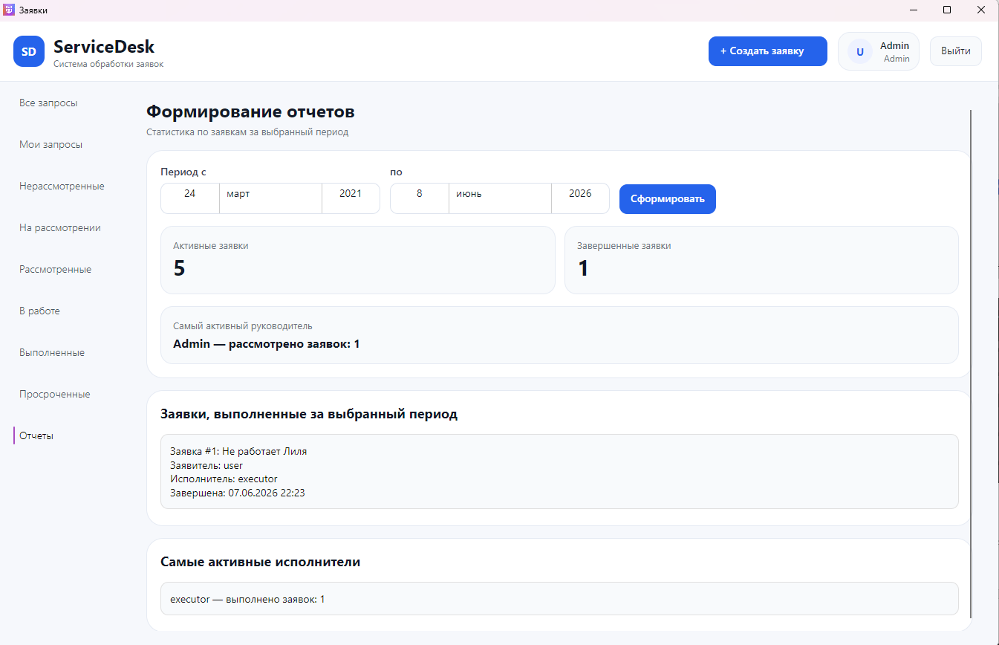 Заявки
SD
ServiceDesk
Система обработки заявок
+ Создать заявку
U
Admin
Admin
Выйти
Все запросы
Мои запросы
Нерассмотренные
На рассмотрении
Рассмотренные
В работе
Выполненные
Просроченные
Отчеты
Формирование отчетов
Статистика по заявкам за выбранный период
Период с
по
24 март 2021
8 июнь 2026
Сформировать
Активные заявки
5
Завершенные заявки
1
Самый активный руководитель
Admin — рассмотрено заявок: 1
Заявки, выполненные за выбранный период
Заявка #1: Не работает Лиля
Заявитель: user
Исполнитель: executor
Завершена: 07.06.2026 22:23
Самые активные исполнители
executor — выполнено заявок: 1